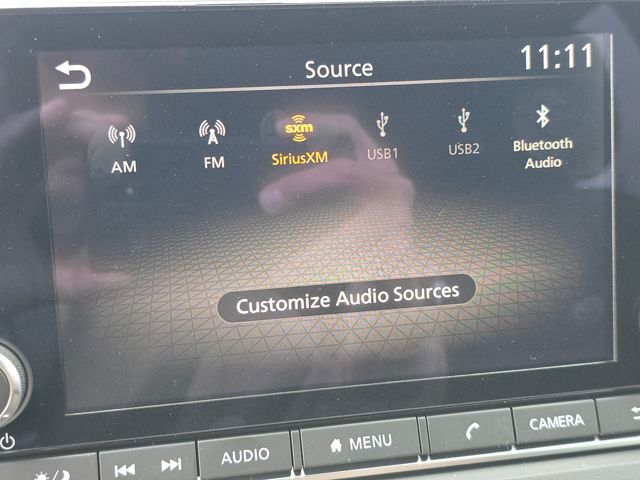 Source
11:11
AM
FM
sxm
SiriusXM
USB1
USB2
Bluetooth
Audio
Customize Audio Sources
AUDIO
MENU
CAMERA